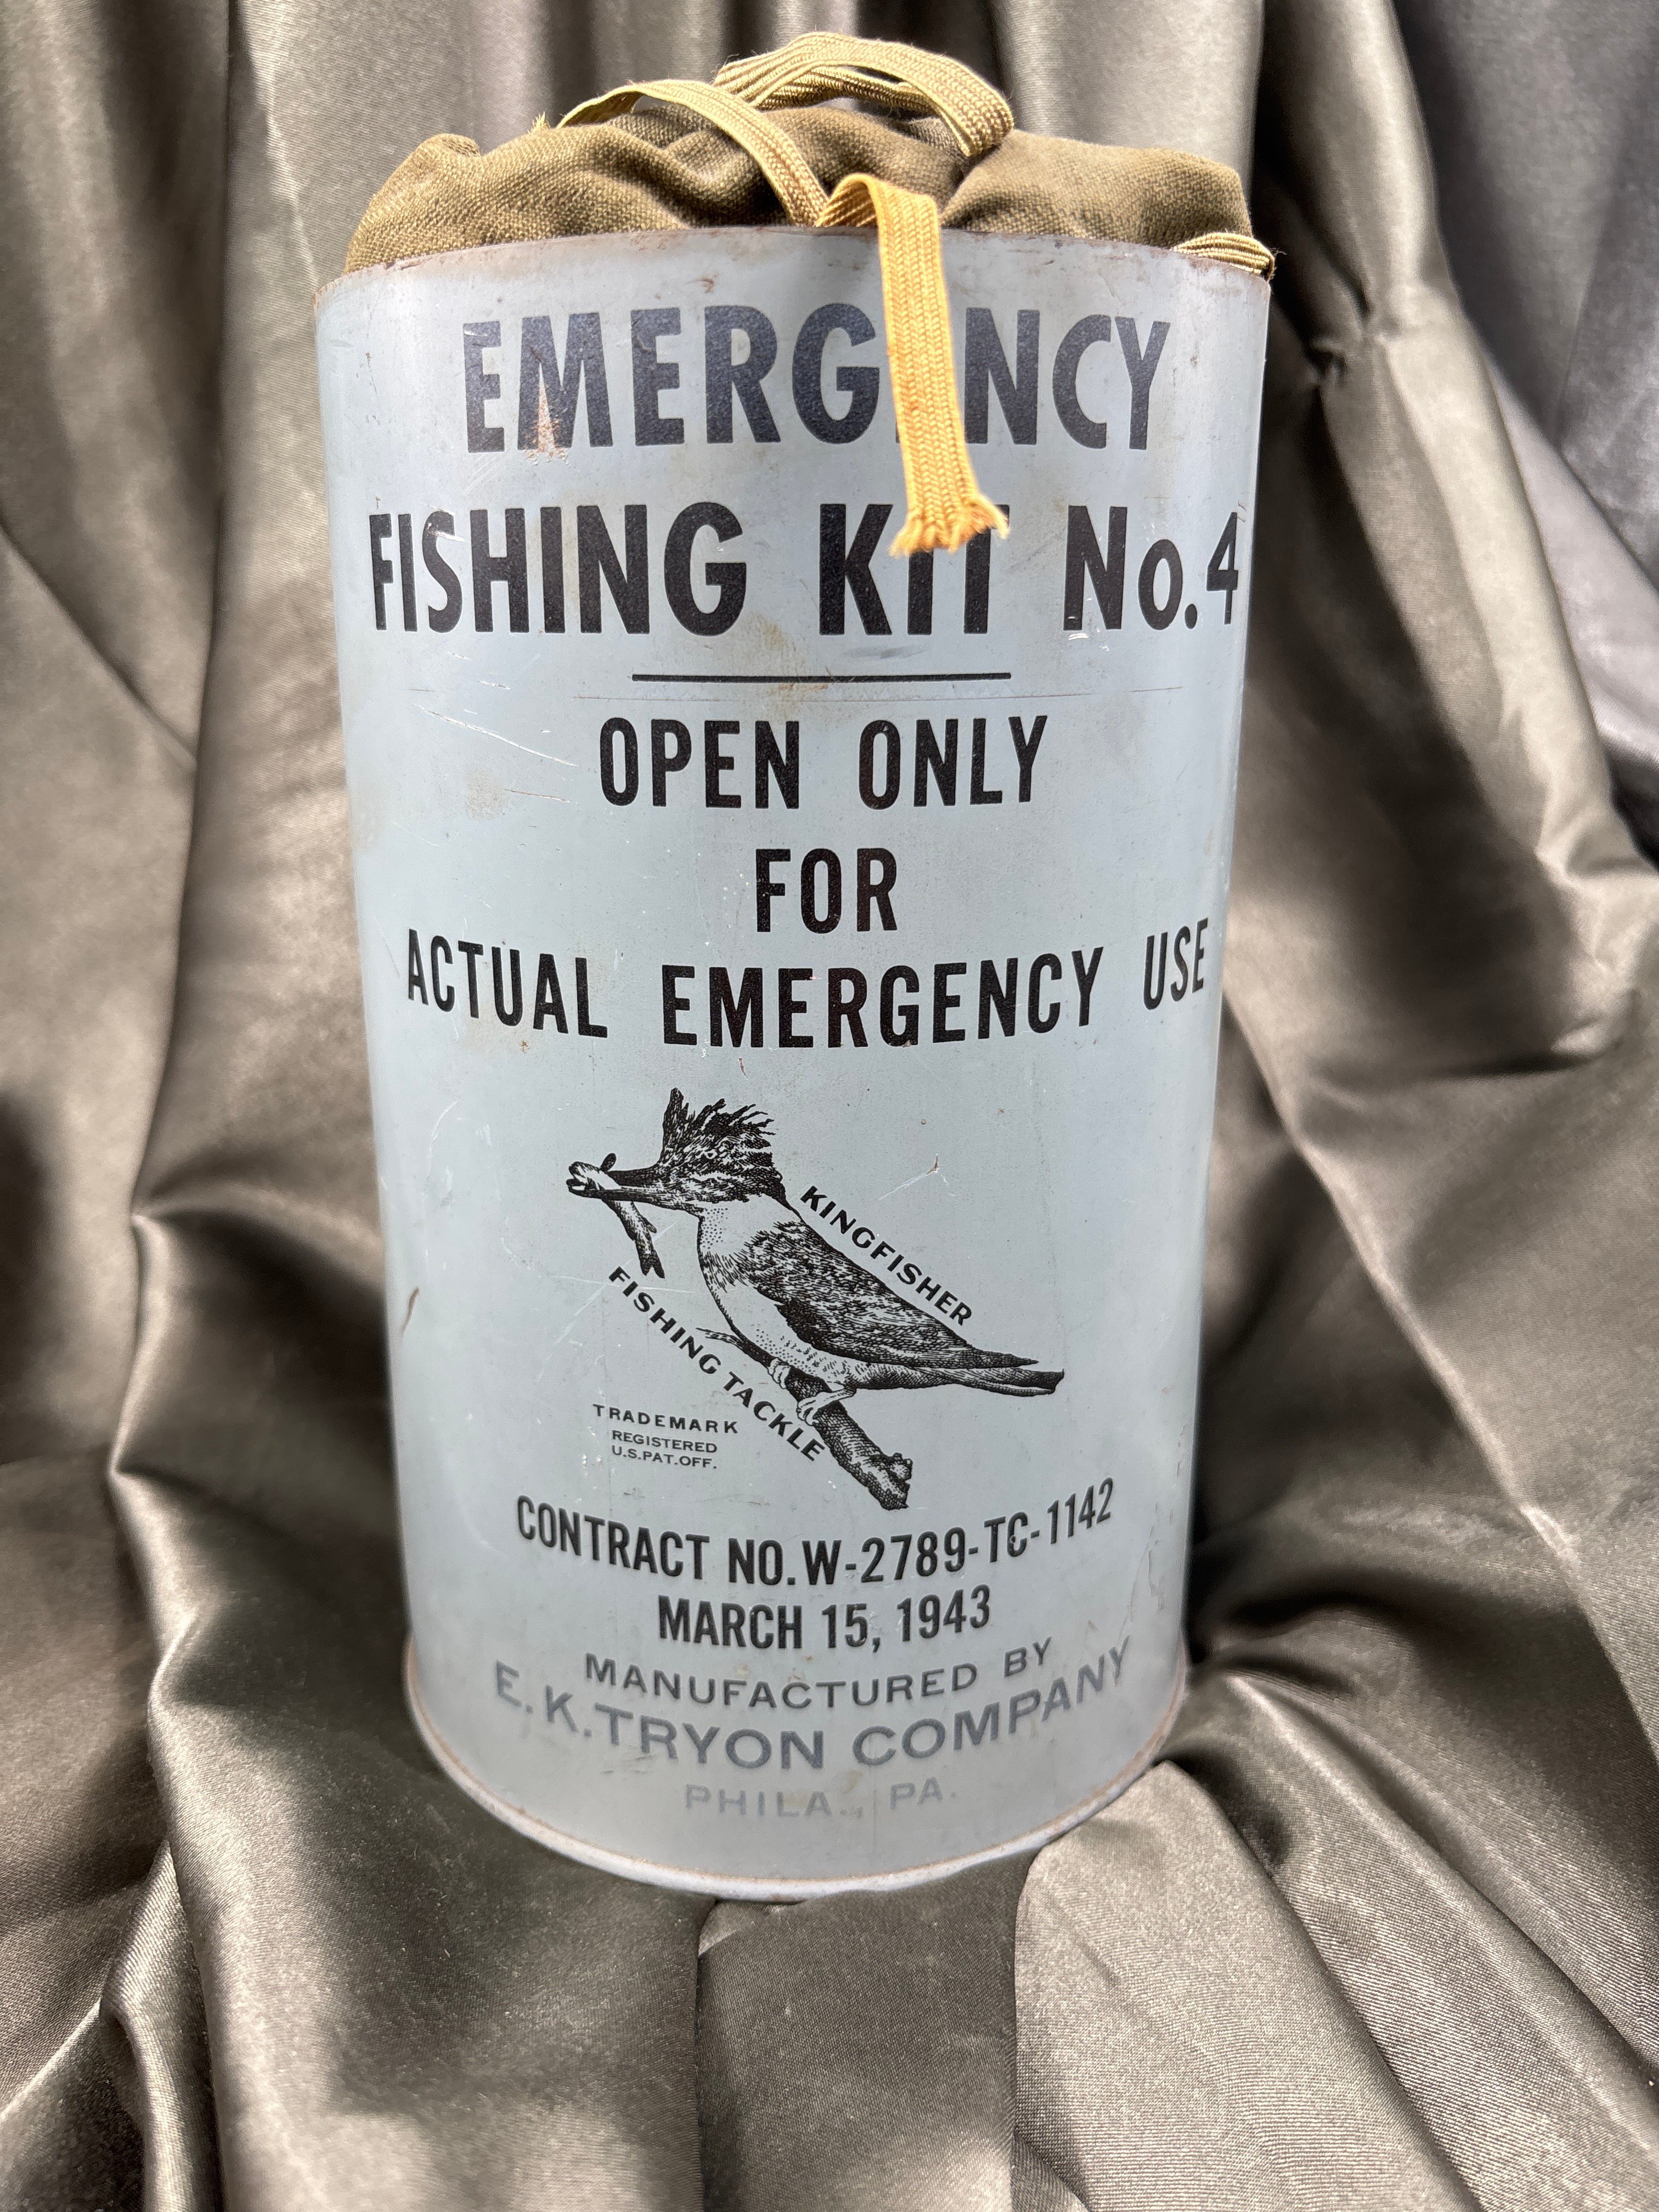 EMERGENCY
FISHING KIT No.4
OPEN ONLY
FOR
ACTUAL EMERGENCY USE
KINGFISHER
FISHING TACKLE
TRADEMARK
REGISTERED
U.S.PAT.OFF.
CONTRACT NO.W-2789-TC-1142
MARCH 15, 1943
MANUFACTURED BY
E.K.TRYON COMPANY
PHILA., PA.